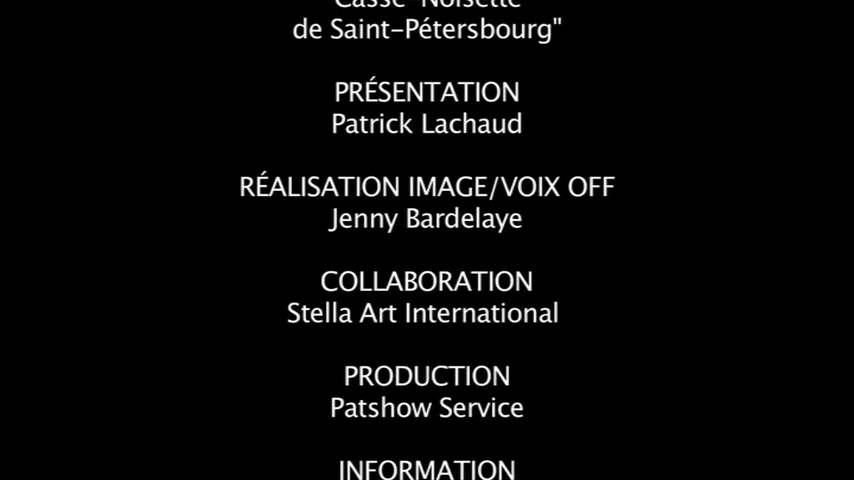 Casse-Noisette
de Saint-Pétersbourg"
PRÉSENTATION
Patrick Lachaud
RÉALISATION IMAGE/VOIX OFF
Jenny Bardelaye
COLLABORATION
Stella Art International
PRODUCTION
Patshow Service
INFORMATION